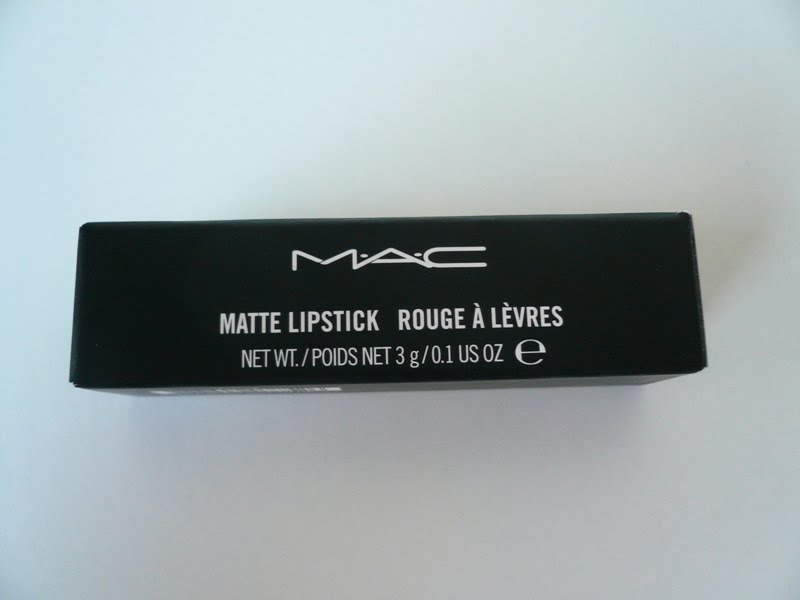 M·A·C
MATTE LIPSTICK ROUGE À LÈVRES
NET WT./POIDS NET 3 g/0.1 US OZ ℮